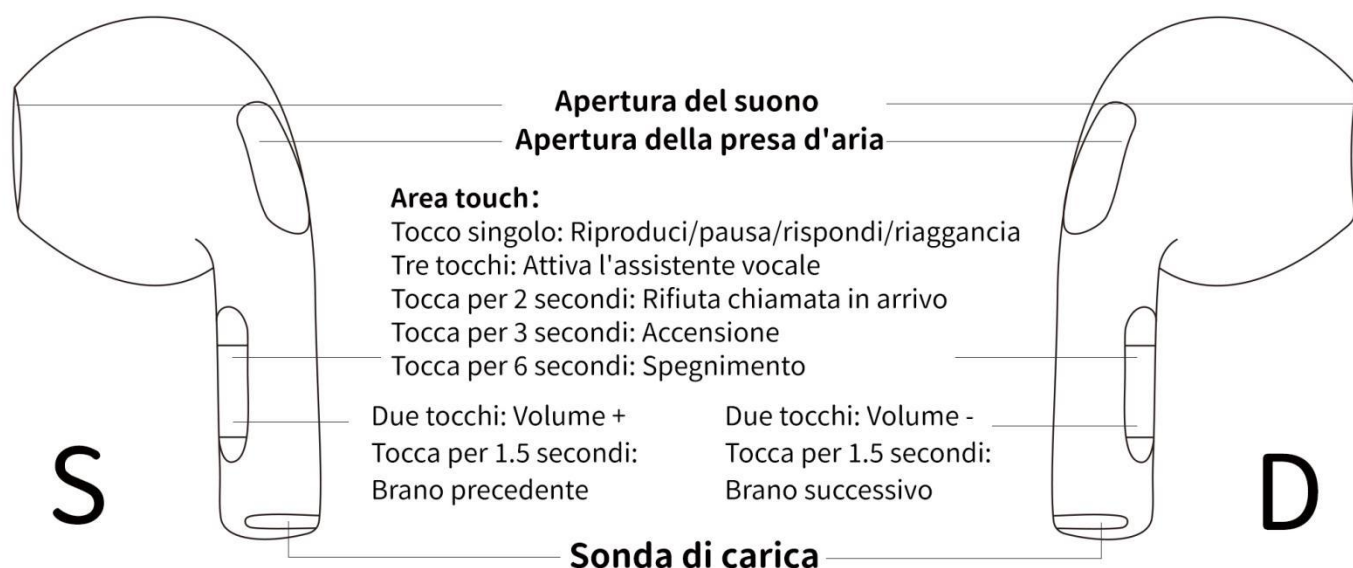 Apertura del suono
Apertura della presa d'aria
Area touch:
Tocco singolo: Riproduci/pausa/rispondi/riaggancia
Tre tocchi: Attiva l'assistente vocale
Tocca per 2 secondi: Rifiuta chiamata in arrivo
Tocca per 3 secondi: Accensione
Tocca per 6 secondi: Spegnimento
Due tocchi: Volume +
Tocca per 1.5 secondi:
Brano precedente
Due tocchi: Volume -
Tocca per 1.5 secondi:
Brano successivo
S
D
Sonda di carica